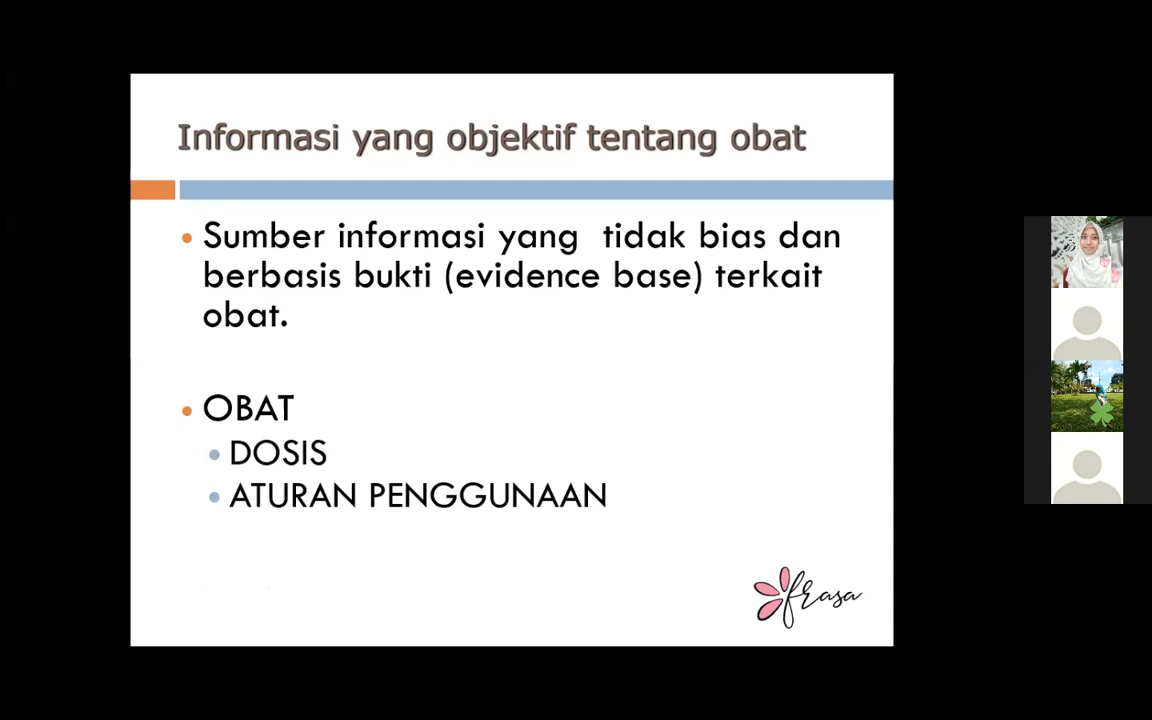 Informasi yang objektif tentang obat
Sumber informasi yang tidak bias dan
berbasis bukti (evidence base) terkait
obat.
OBAT
DOSIS
ATURAN PENGGUNAAN
frasa